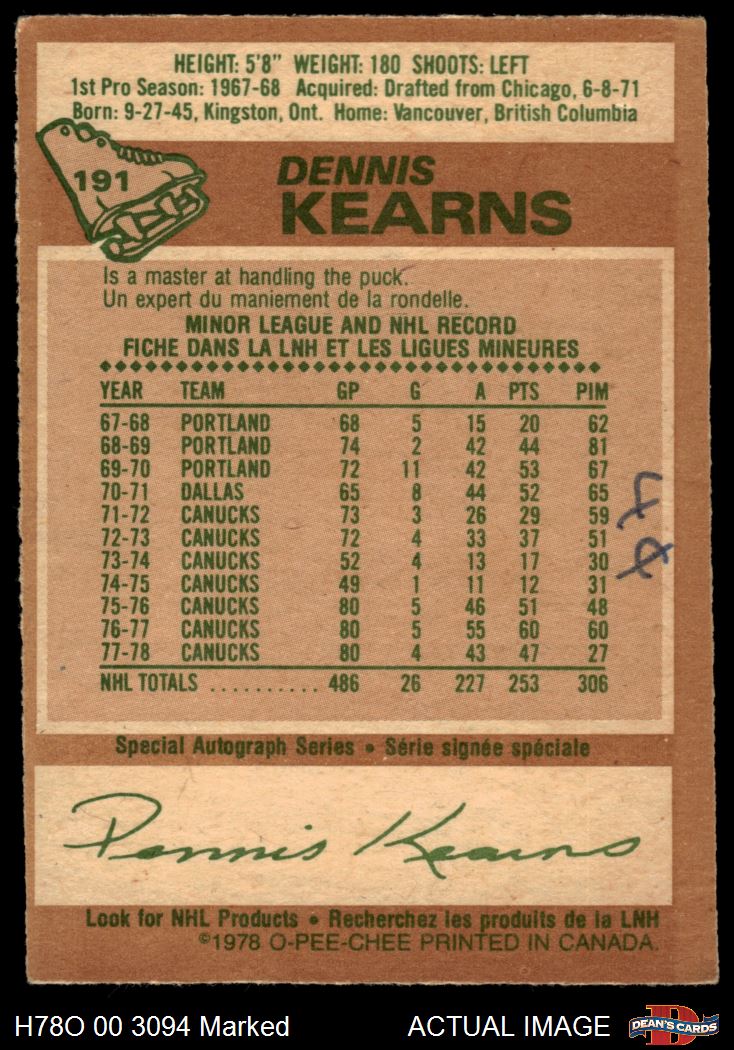 HEIGHT: 5'8" WEIGHT: 180 SHOOTS: LEFT
1st Pro Season: 1967-68 Acquired: Drafted from Chicago, 6-8-71
Born: 9-27-45, Kingston, Ont. Home: Vancouver, British Columbia
191
DENNIS
KEARNS
Is a master at handling the puck.
Un expert du maniement de la rondelle.
MINOR LEAGUE AND NHL RECORD
FICHE DANS LA LNH ET LES LIGUES MINEURES
YEAR TEAM GP G A PTS PIM
67-68 PORTLAND 68 5 15 20 62
68-69 PORTLAND 74 2 42 44 81
69-70 PORTLAND 72 11 42 53 67
70-71 DALLAS 65 8 44 52 65
71-72 CANUCKS 73 3 26 29 59
72-73 CANUCKS 72 4 33 37 51
73-74 CANUCKS 52 4 13 17 30
74-75 CANUCKS 49 1 11 12 31
75-76 CANUCKS 80 5 46 51 48
76-77 CANUCKS 80 5 55 60 60
77-78 CANUCKS 80 4 43 47 27
NHL TOTALS .......... 486 26 227 253 306
Special Autograph Series • Série signée spéciale
Dennis Kearns
Look for NHL Products • Recherchez les produits de la LNH
©1978 O-PEE-CHEE PRINTED IN CANADA.
H78O 00 3094 Marked ACTUAL IMAGE
DEAN'S CARDS